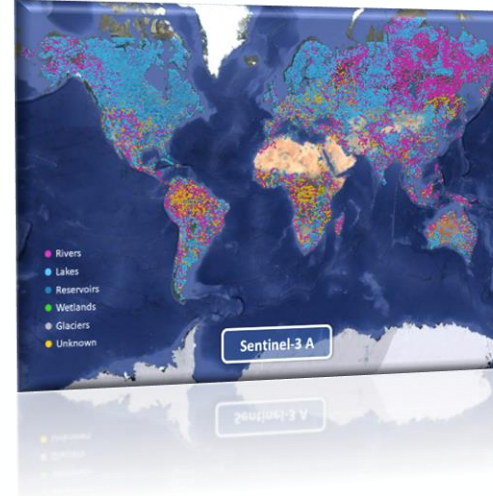 Rivers
Lakes
Reservoirs
Wetlands
Glaciers
Unknown
Sentinel-3 A